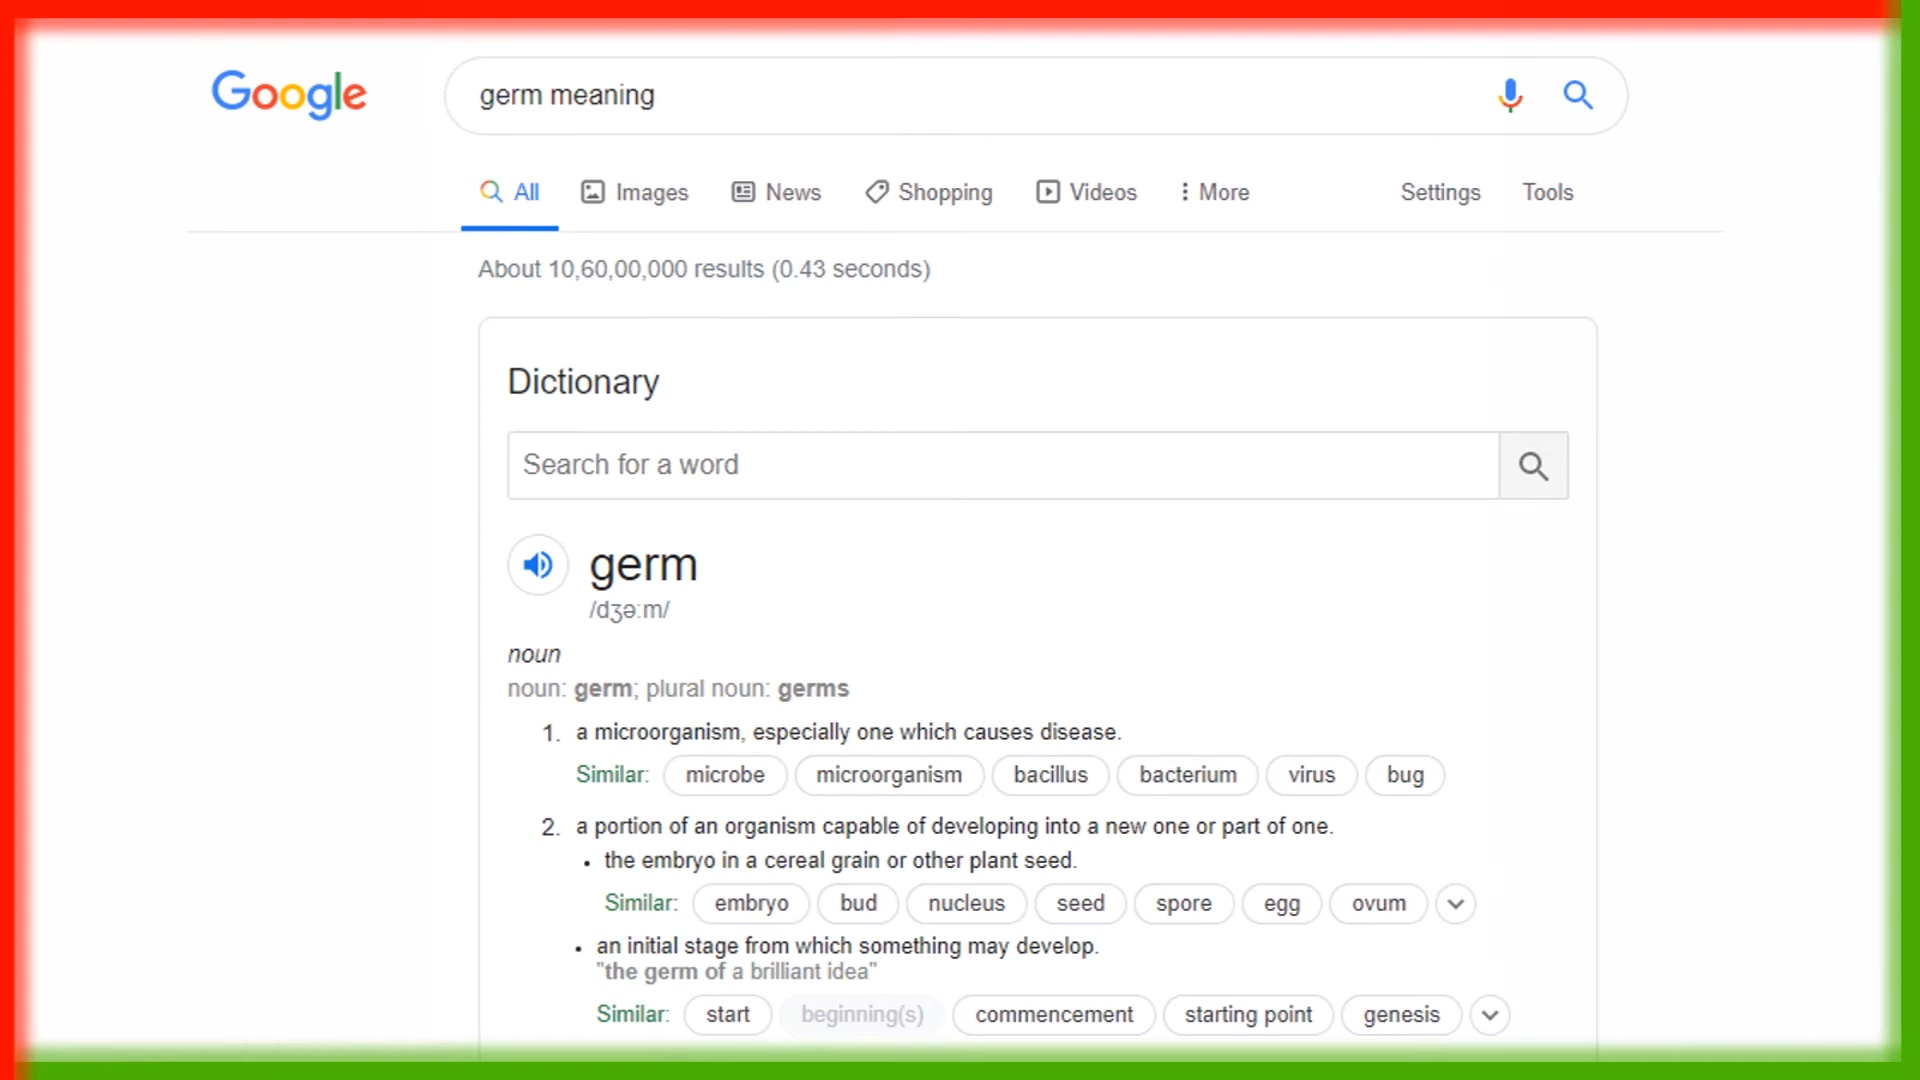 Google germ meaning
All Images News Shopping Videos More Settings Tools
About 10,60,00,000 results (0.43 seconds)
Dictionary
Search for a word
germ
/dʒəːm/
noun
noun: germ; plural noun: germs
1. a microorganism, especially one which causes disease.
Similar: microbe microorganism bacillus bacterium virus bug
2. a portion of an organism capable of developing into a new one or part of one.
• the embryo in a cereal grain or other plant seed.
Similar: embryo bud nucleus seed spore egg ovum
• an initial stage from which something may develop.
"the germ of a brilliant idea"
Similar: start beginning(s) commencement starting point genesis